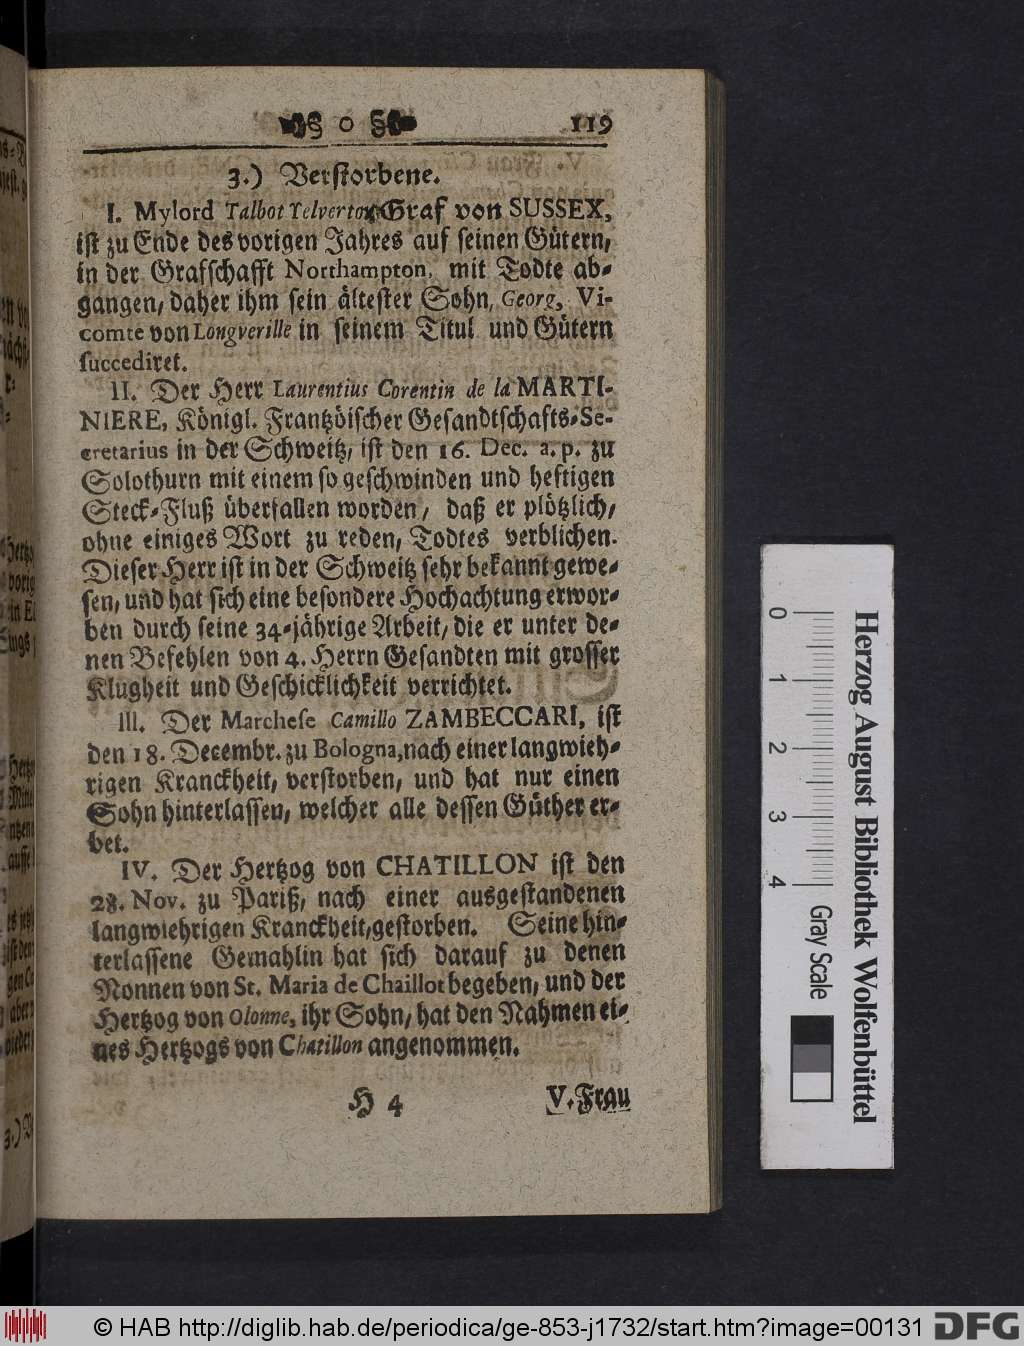 119
3.) Verstorbene.
I. Mylord Talbot Yelverton, Graf von SUSSEX,
ist zu Ende des vorigen Jahres auf seinen Gütern,
in der Grafschafft Northampton, mit Todte ab-
gangen, daher ihm sein ältester Sohn, Georg, Vi-
comte von Longverille in seinem Titul und Gütern
succediret.
II. Der Herr Laurentius Corentin de la MARTI-
NIERE, Königl. Frantzöischer Gesandtschafts-Se-
cretarius in der Schweitz, ist den 16. Dec. a. p. zu
Solothurn mit einem so geschwinden und heftigen
Steck-Fluß überfallen worden, daß er plötzlich,
ohne einiges Wort zu reden, Todtes verblichen.
Dieser Herr ist in der Schweitz sehr bekannt gewe-
sen, und hat sich eine besondere Hochachtung erwor-
ben durch seine 34-jährige Arbeit, die er unter de-
nen Befehlen von 4. Herrn Gesandten mit grosser
Klugheit und Geschicklichkeit verrichtet.
III. Der Marchese Camillo ZAMBECCARI, ist
den 18. Decembr. zu Bologna, nach einer langwieh-
rigen Kranckheit, verstorben, und hat nur einen
Sohn hinterlassen, welcher alle dessen Güther er-
bet.
IV. Der Hertzog von CHATILLON ist den
28. Nov. zu Pariß, nach einer ausgestandenen
langwiehrigen Kranckheit, gestorben. Seine hin-
terlassene Gemahlin hat sich darauf zu denen
Nonnen von St. Maria de Chaillot begeben, und der
Hertzog von Olonne, ihr Sohn, hat den Nahmen ei-
nes Hertzogs von Chatillon angenommen.
H 4 V. Frau
0 1 2 3 4 Gray Scale
Herzog August Bibliothek Wolfenbüttel
© HAB http://diglib.hab.de/periodica/ge-853-j1732/start.htm?image=00131 DFG